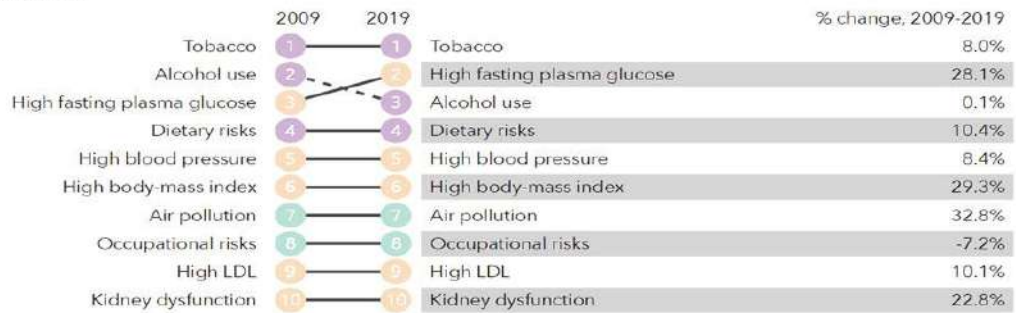 2009 2019 % change, 2009-2019
Tobacco 1 1 Tobacco 8.0%
Alcohol use 2 2 High fasting plasma glucose 28.1%
High fasting plasma glucose 3 3 Alcohol use 0.1%
Dietary risks 4 4 Dietary risks 10.4%
High blood pressure 5 5 High blood pressure 8.4%
High body-mass index 6 6 High body-mass index 29.3%
Air pollution 7 7 Air pollution 32.8%
Occupational risks 8 8 Occupational risks -7.2%
High LDL 9 9 High LDL 10.1%
Kidney dysfunction 10 10 Kidney dysfunction 22.8%